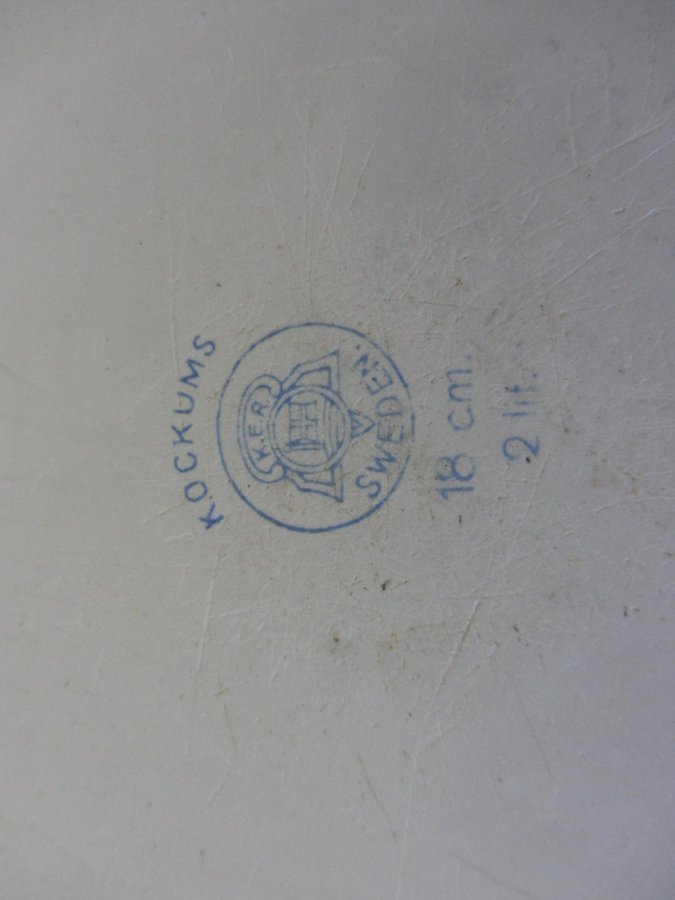 KOCKUMS
K.E.R.
SWEDEN.
18 cm.
2 lit.